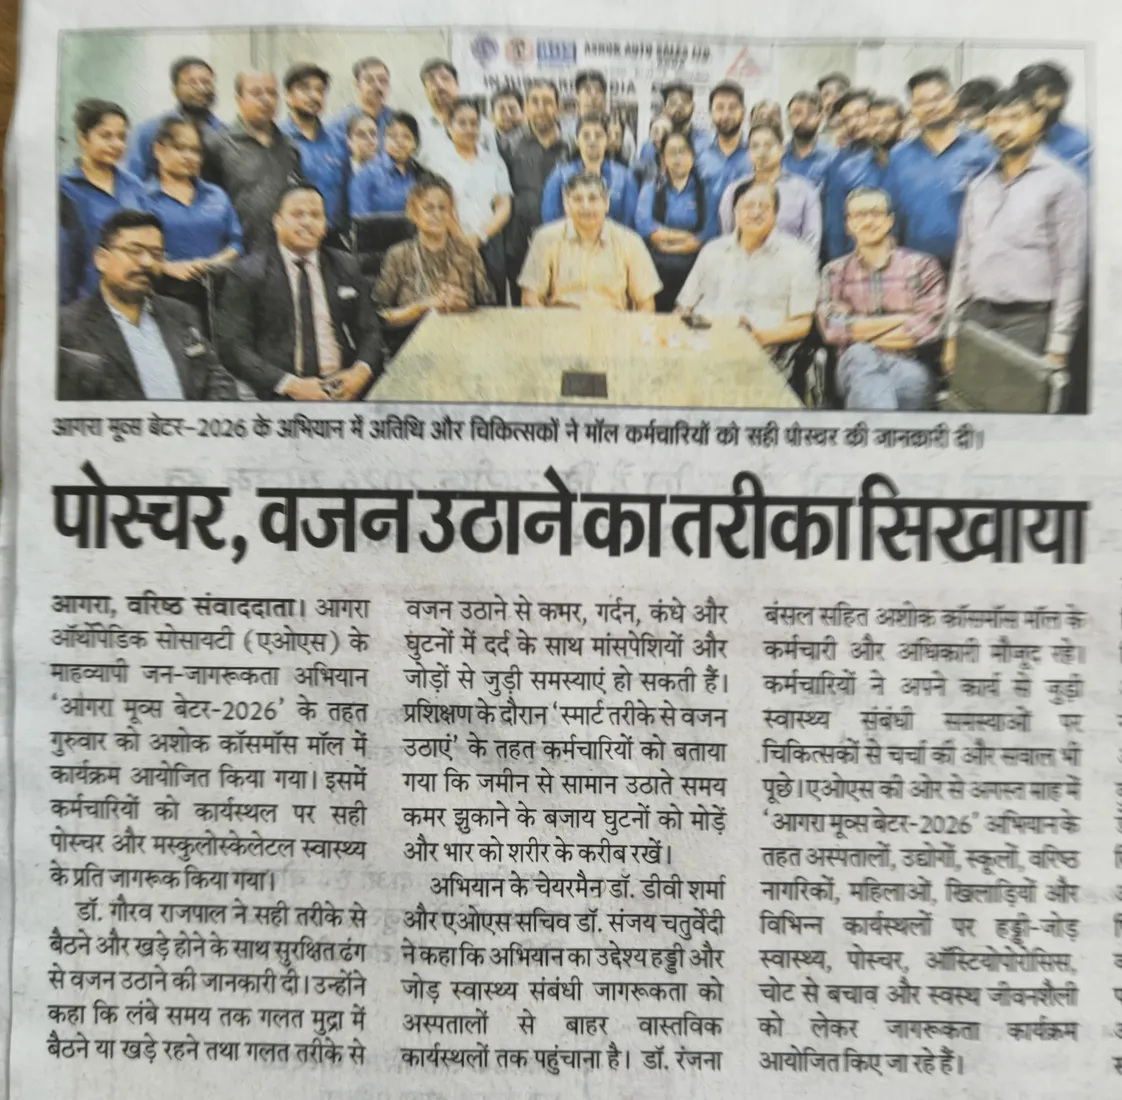 ASHOK AUTO SALES LTD
आगरा मूव्स बेटर-2026 के अभियान में अतिथि और चिकित्सकों ने मॉल कर्मचारियों को सही पोस्चर की जानकारी दी।
पोस्चर, वजन उठाने का तरीका सिखाया
आगरा, वरिष्ठ संवाददाता। आगरा
ऑर्थोपेडिक सोसायटी (एओएस) के
माहव्यापी जन-जागरूकता अभियान
‘आगरा मूव्स बेटर-2026’ के तहत
गुरुवार को अशोक कॉसमॉस मॉल में
कार्यक्रम आयोजित किया गया। इसमें
कर्मचारियों को कार्यस्थल पर सही
पोस्चर और मस्कुलोस्केलेटल स्वास्थ्य
के प्रति जागरूक किया गया।
डॉ. गौरव राजपाल ने सही तरीके से
बैठने और खड़े होने के साथ सुरक्षित ढंग
से वजन उठाने की जानकारी दी। उन्होंने
कहा कि लंबे समय तक गलत मुद्रा में
बैठने या खड़े रहने तथा गलत तरीके से
वजन उठाने से कमर, गर्दन, कंधे और
घुटनों में दर्द के साथ मांसपेशियों और
जोड़ों से जुड़ी समस्याएं हो सकती हैं।
प्रशिक्षण के दौरान ‘स्मार्ट तरीके से वजन
उठाएं’ के तहत कर्मचारियों को बताया
गया कि जमीन से सामान उठाते समय
कमर झुकाने के बजाय घुटनों को मोड़ें
और भार को शरीर के करीब रखें।
अभियान के चेयरमैन डॉ. डीवी शर्मा
और एओएस सचिव डॉ. संजय चतुर्वेदी
ने कहा कि अभियान का उद्देश्य हड्डी और
जोड़ स्वास्थ्य संबंधी जागरूकता को
अस्पतालों से बाहर वास्तविक
कार्यस्थलों तक पहुंचाना है। डॉ. रंजना
बंसल सहित अशोक कॉसमॉस मॉल के
कर्मचारी और अधिकारी मौजूद रहे।
कर्मचारियों ने अपने कार्य से जुड़ी
स्वास्थ्य संबंधी समस्याओं पर
चिकित्सकों से चर्चा की और सवाल भी
पूछे। एओएस की ओर से अगस्त माह में
‘आगरा मूव्स बेटर-2026’ अभियान के
तहत अस्पतालों, उद्योगों, स्कूलों, वरिष्ठ
नागरिकों, महिलाओं, खिलाड़ियों और
विभिन्न कार्यस्थलों पर हड्डी-जोड़
स्वास्थ्य, पोस्चर, ऑस्टियोपोरोसिस,
चोट से बचाव और स्वस्थ जीवनशैली
को लेकर जागरूकता कार्यक्रम
आयोजित किए जा रहे हैं।